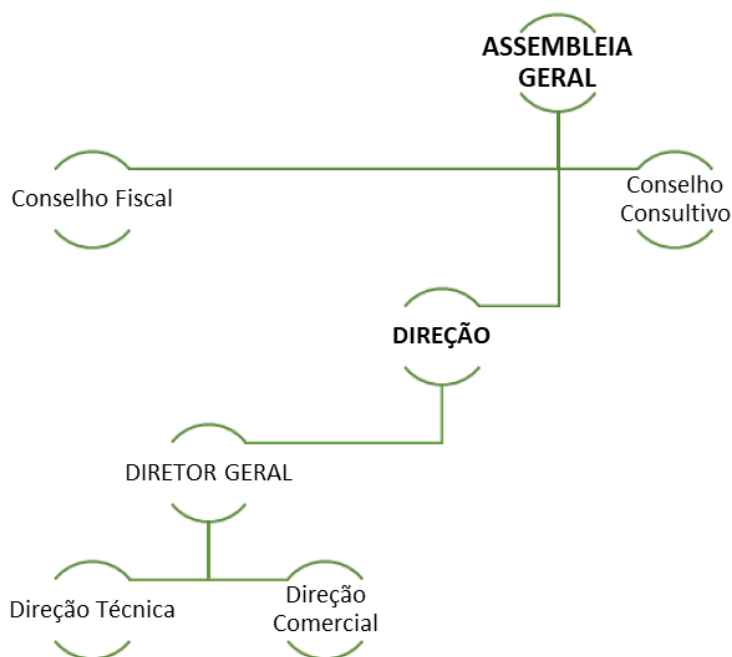 ASSEMBLEIA
GERAL
Conselho Fiscal
Conselho
Consultivo
DIREÇÃO
DIRETOR GERAL
Direção Técnica
Direção
Comercial